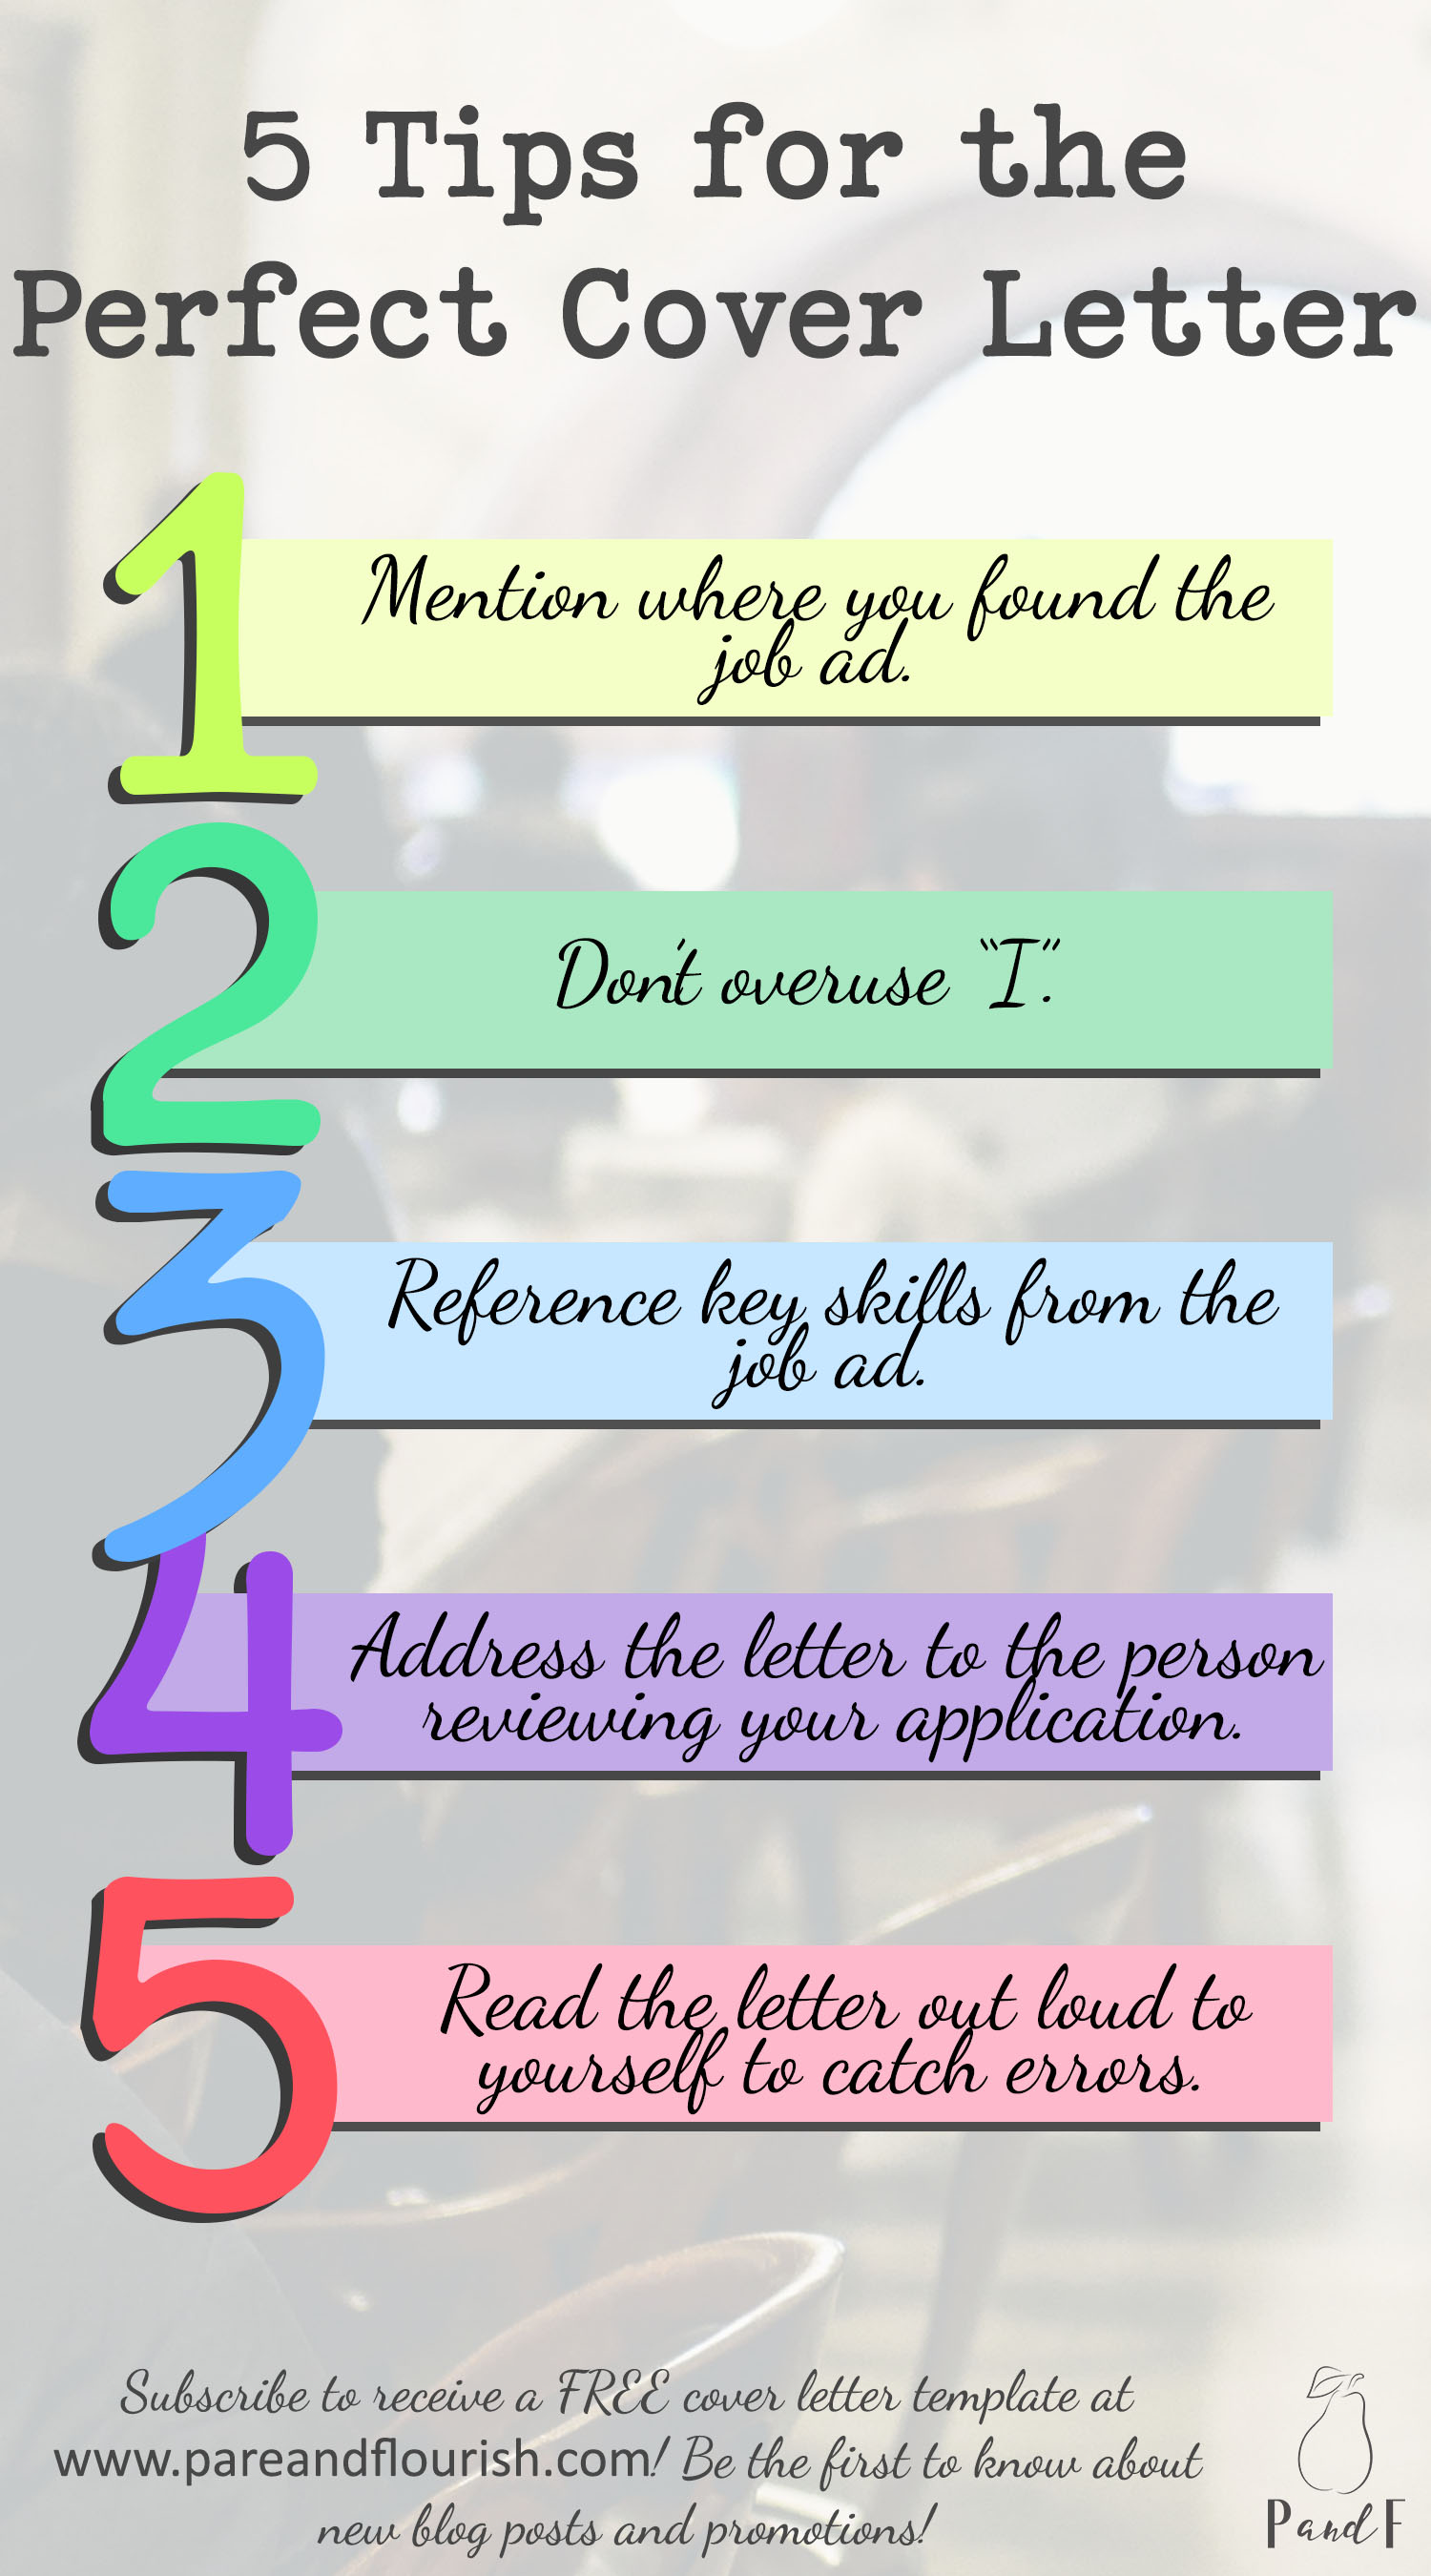 5 Tips for the
Perfect Cover Letter
1
Mention where you found the
job ad.
2
Don't overuse "I".
3
Reference key skills from the
job ad.
4
Address the letter to the person
reviewing your application.
5
Read the letter out loud to
yourself to catch errors.
Subscribe to receive a FREE cover letter template at
www.pareandflourish.com! Be the first to know about
new blog posts and promotions!
P and F